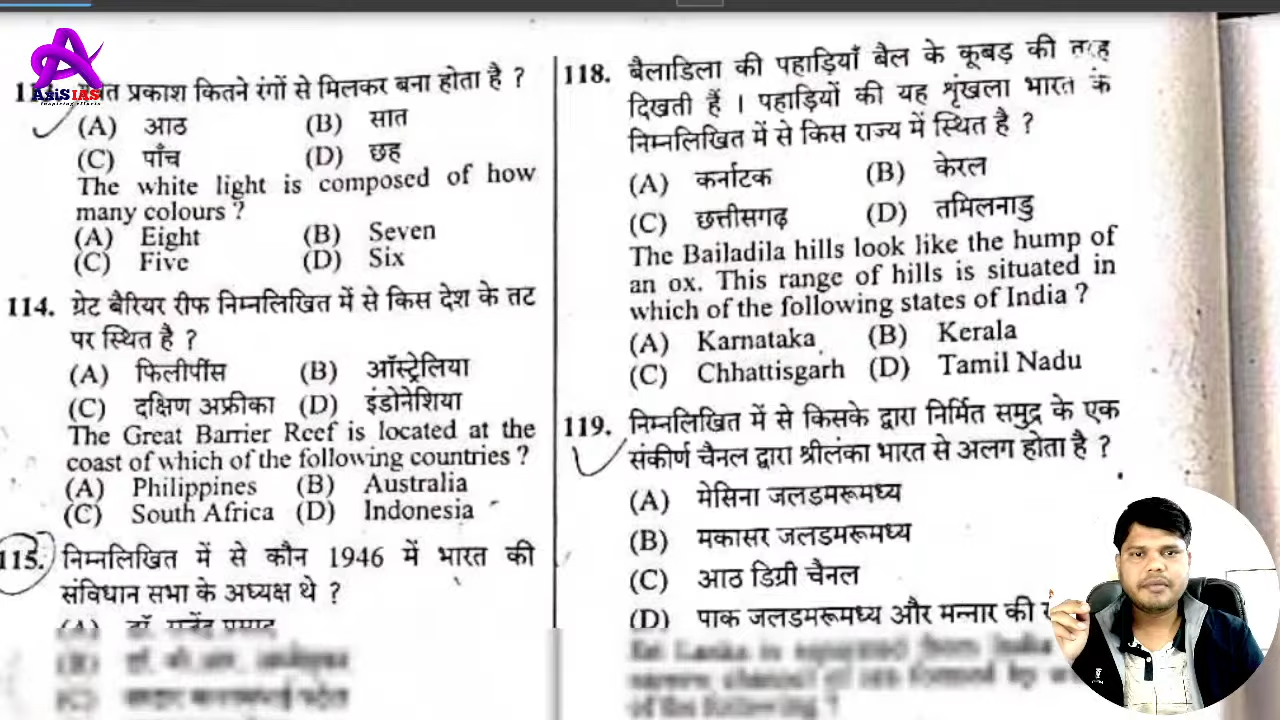 AsiS IAS
inspiring efforts
प्रकाश कितने रंगों से मिलकर बना होता है ?
(A) आठ (B) सात
(C) पाँच (D) छह
The white light is composed of how
many colours ?
(A) Eight (B) Seven
(C) Five (D) Six
114. ग्रेट बैरियर रीफ निम्नलिखित में से किस देश के तट
पर स्थित है ?
(A) फिलीपींस (B) ऑस्ट्रेलिया
(C) दक्षिण अफ्रीका (D) इंडोनेशिया
The Great Barrier Reef is located at the
coast of which of the following countries ?
(A) Philippines (B) Australia
(C) South Africa (D) Indonesia
115. निम्नलिखित में से कौन 1946 में भारत की
संविधान सभा के अध्यक्ष थे ?
118. बैलाडिला की पहाड़ियाँ बैल के कूबड़ की तरह
दिखती हैं । पहाड़ियों की यह शृंखला भारत के
निम्नलिखित में से किस राज्य में स्थित है ?
(A) कर्नाटक (B) केरल
(C) छत्तीसगढ़ (D) तमिलनाडु
The Bailadila hills look like the hump of
an ox. This range of hills is situated in
which of the following states of India ?
(A) Karnataka (B) Kerala
(C) Chhattisgarh (D) Tamil Nadu
119. निम्नलिखित में से किसके द्वारा निर्मित समुद्र के एक
संकीर्ण चैनल द्वारा श्रीलंका भारत से अलग होता है ?
(A) मेसिना जलडमरूमध्य
(B) मकासर जलडमरूमध्य
(C) आठ डिग्री चैनल
(D) पाक जलडमरूमध्य और मन्नार की